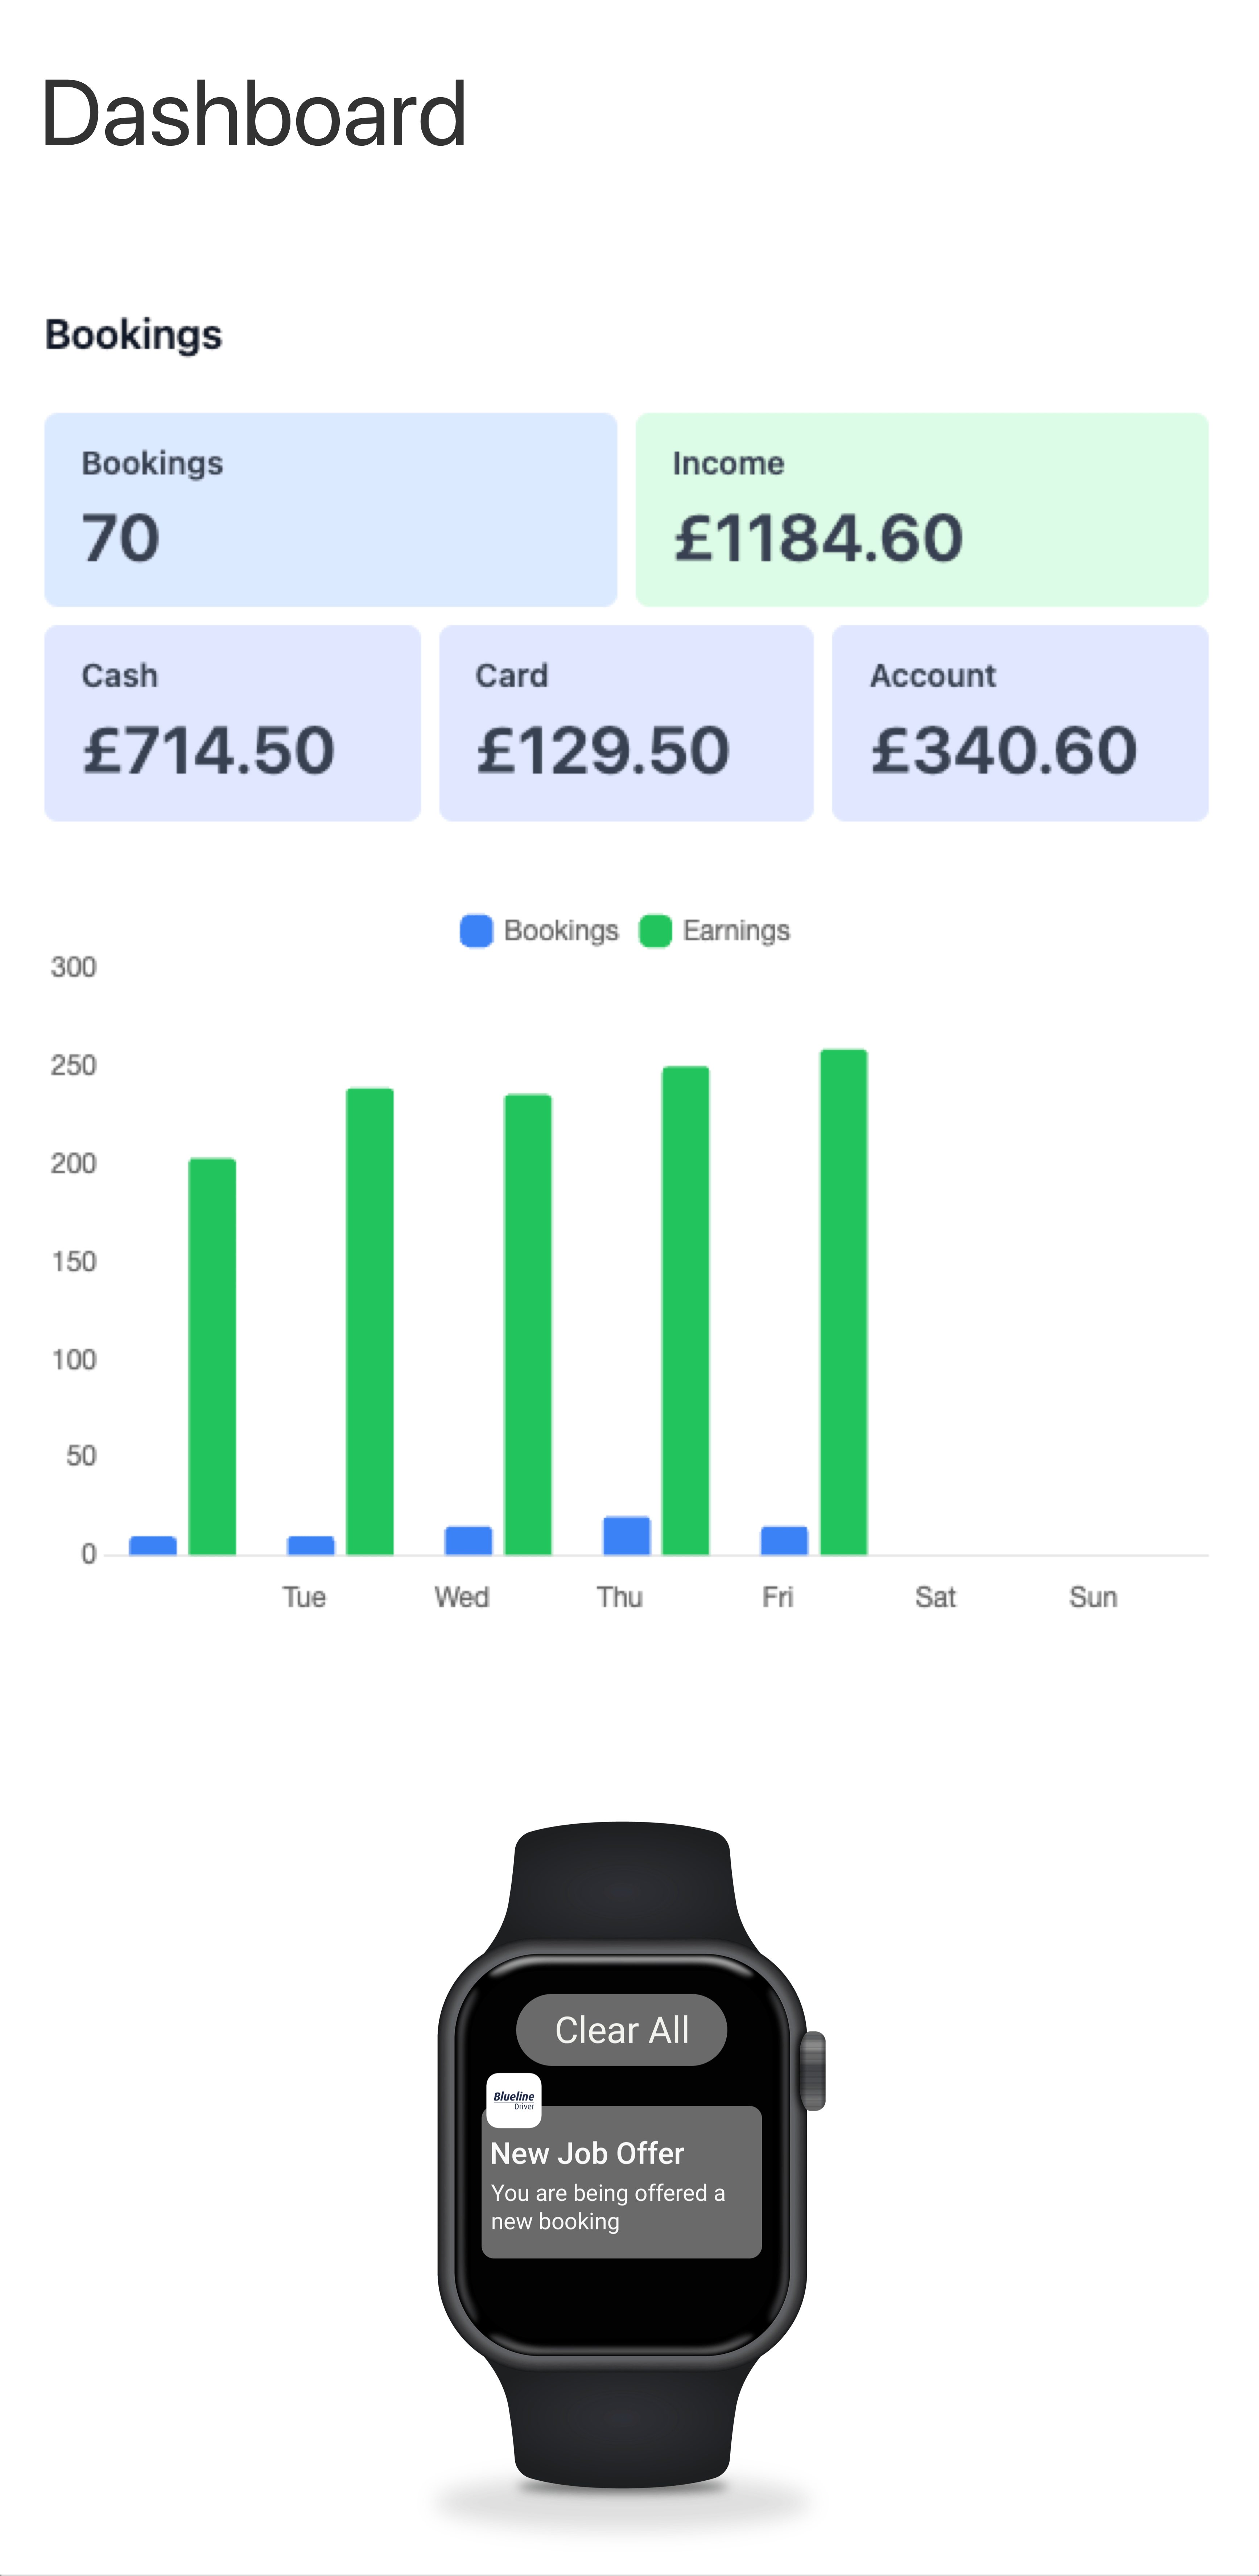 Dashboard
Bookings
Bookings
70
Income
£1184.60
Cash
£714.50
Card
£129.50
Account
£340.60
Bookings Earnings
300
250
200
150
100
50
0
Tue Wed Thu Fri Sat Sun
Clear All
Blueline
Driver
New Job Offer
You are being offered a
new booking